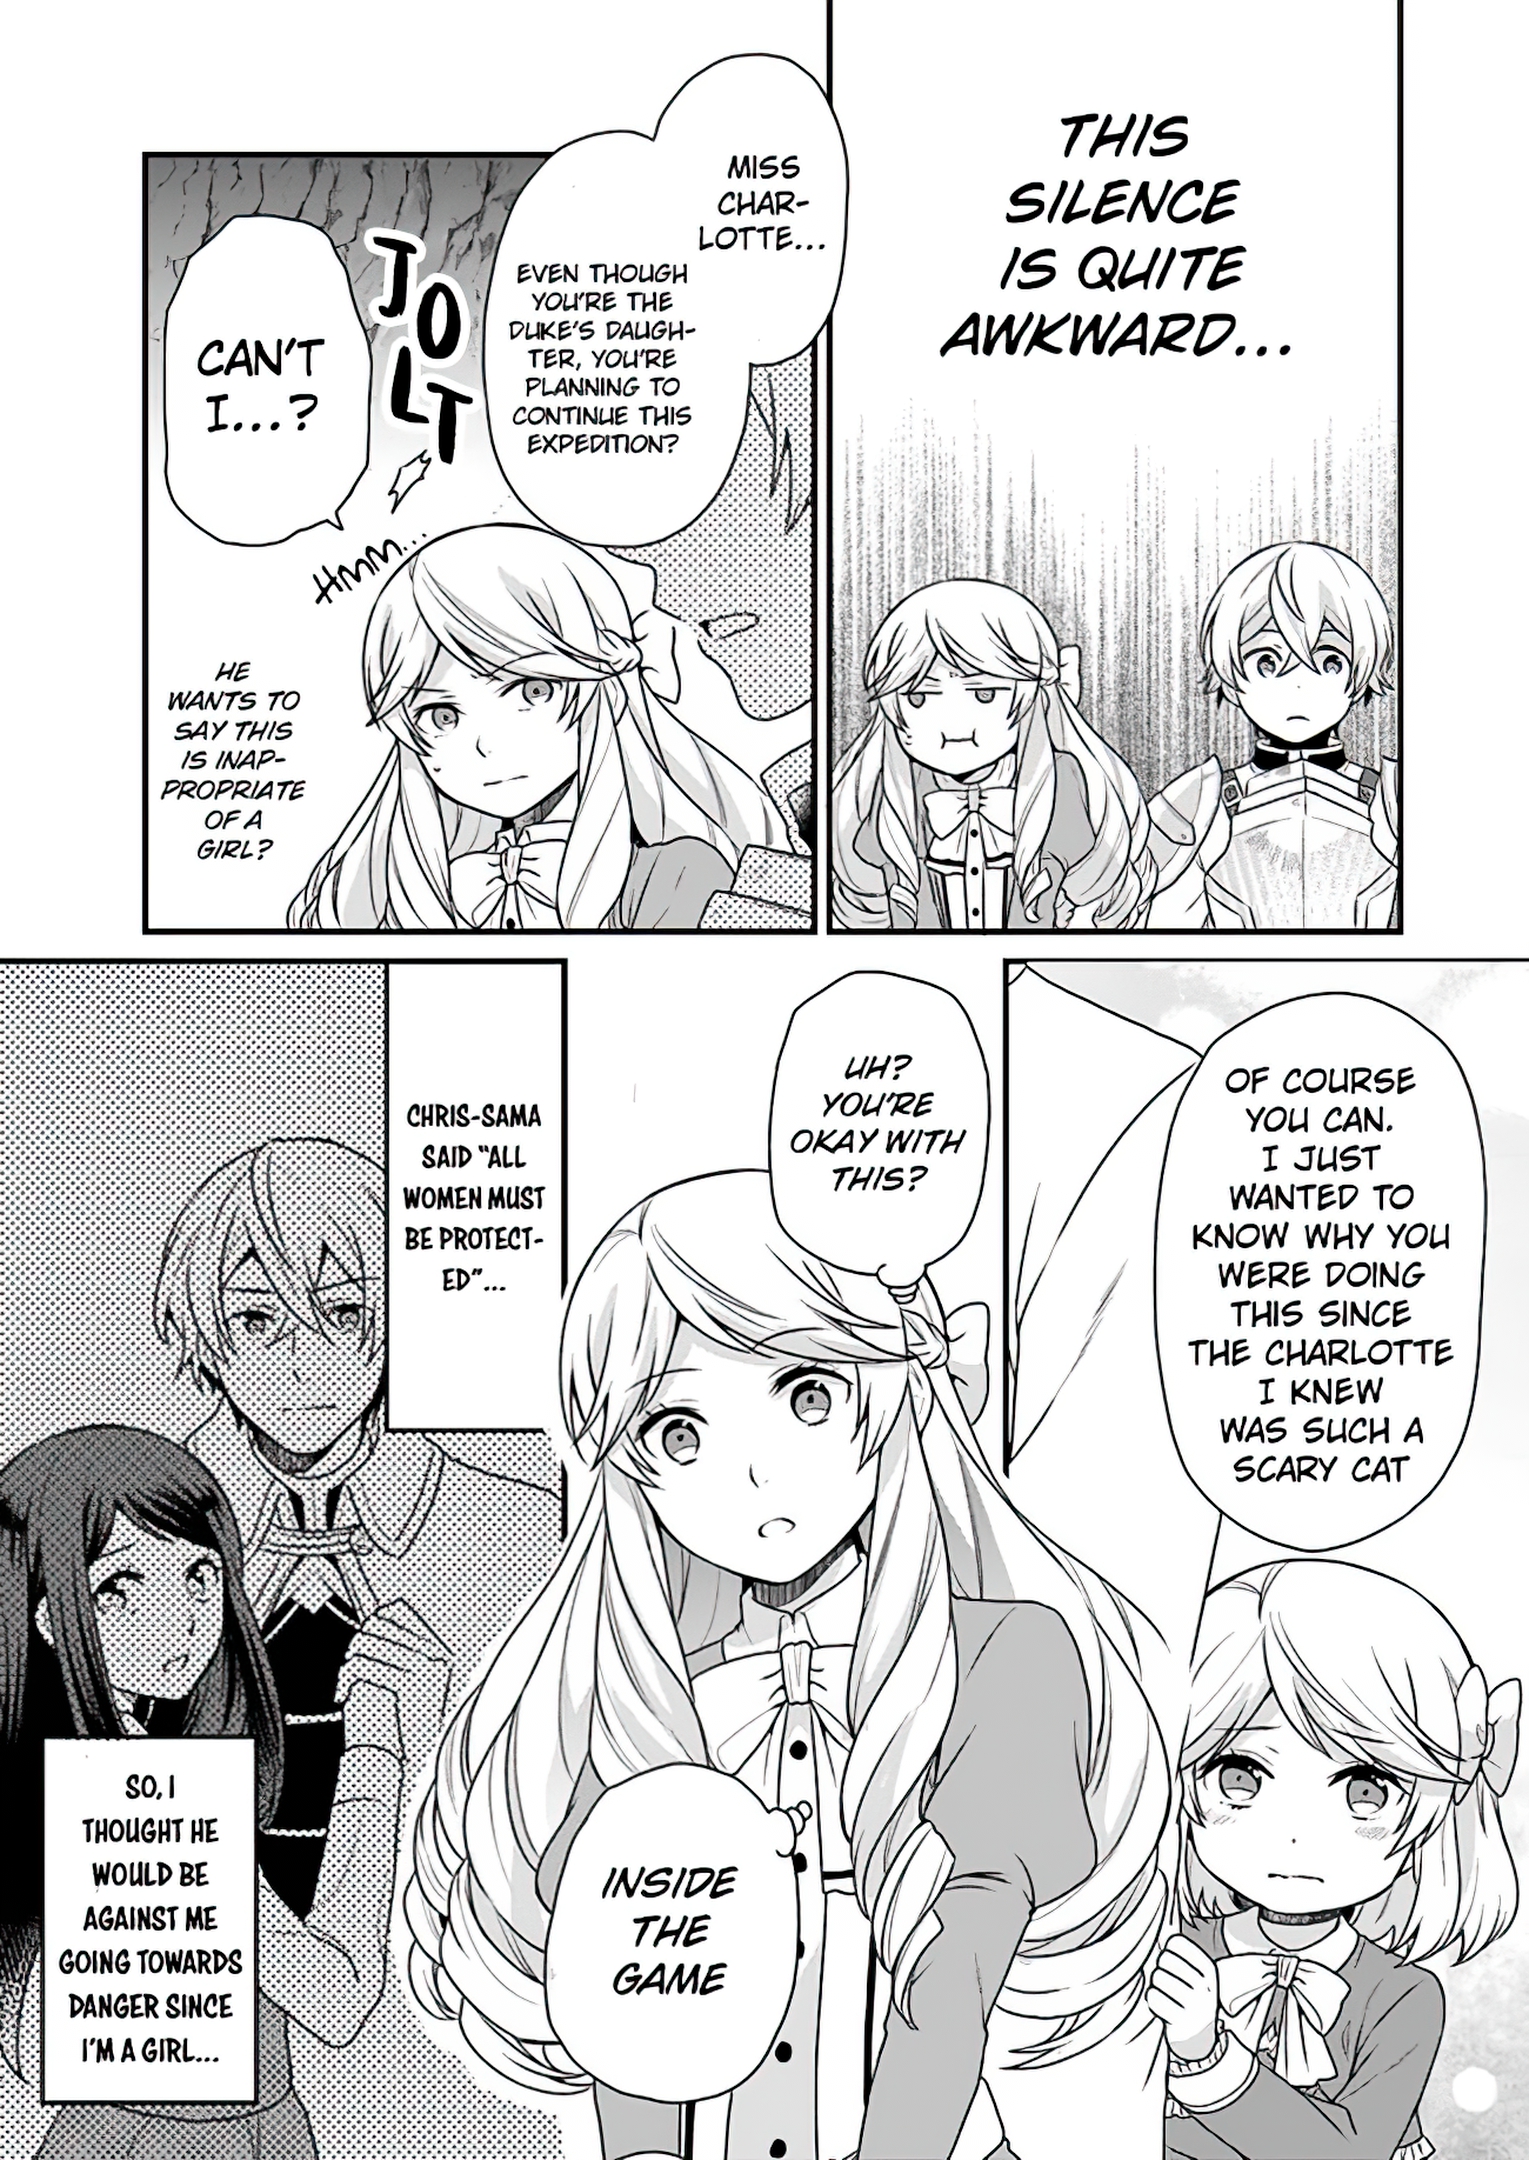 THIS
SILENCE
IS QUITE
AWKWARD...
MISS
CHAR-
LOTTE...
EVEN THOUGH
YOU'RE THE
DUKE'S DAUGH-
TER, YOU'RE
PLANNING TO
CONTINUE THIS
EXPEDITION?
JOLT
CAN'T
I...?
HMM...
HE
WANTS TO
SAY THIS
IS INAP-
PROPRIATE
OF A
GIRL?
OF COURSE
YOU CAN.
I JUST
WANTED TO
KNOW WHY YOU
WERE DOING
THIS SINCE
THE CHARLOTTE
I KNEW
WAS SUCH A
SCARY CAT
UH?
YOU'RE
OKAY WITH
THIS?
INSIDE
THE
GAME
CHRIS-SAMA
SAID "ALL
WOMEN MUST
BE PROTECT-
ED"...
SO, I
THOUGHT HE
WOULD BE
AGAINST ME
GOING TOWARDS
DANGER SINCE
I'M A GIRL...